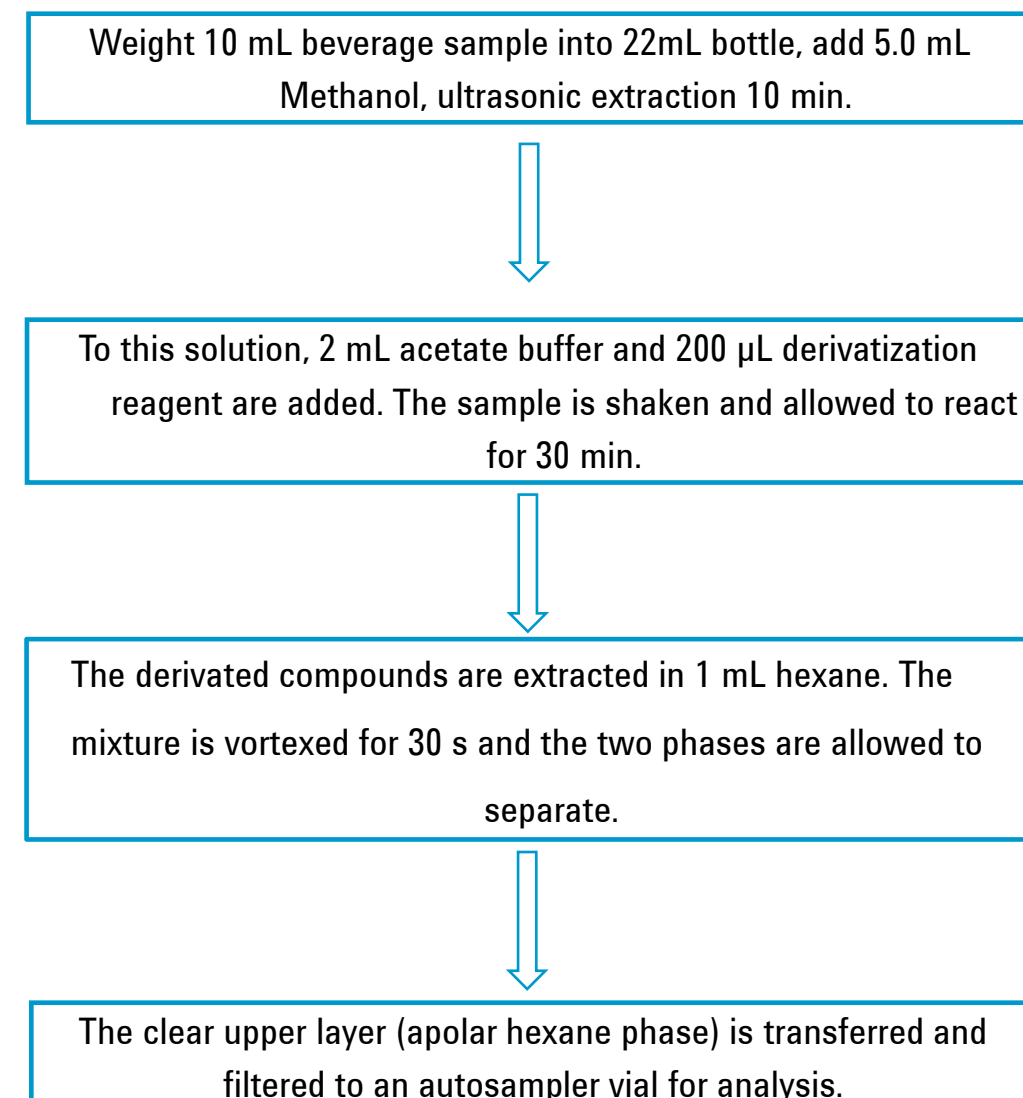 Weight 10 mL beverage sample into 22mL bottle, add 5.0 mL
Methanol, ultrasonic extraction 10 min.
To this solution, 2 mL acetate buffer and 200 µL derivatization
reagent are added. The sample is shaken and allowed to react
for 30 min.
The derivated compounds are extracted in 1 mL hexane. The
mixture is vortexed for 30 s and the two phases are allowed to
separate.
The clear upper layer (apolar hexane phase) is transferred and
filtered to an autosampler vial for analysis.